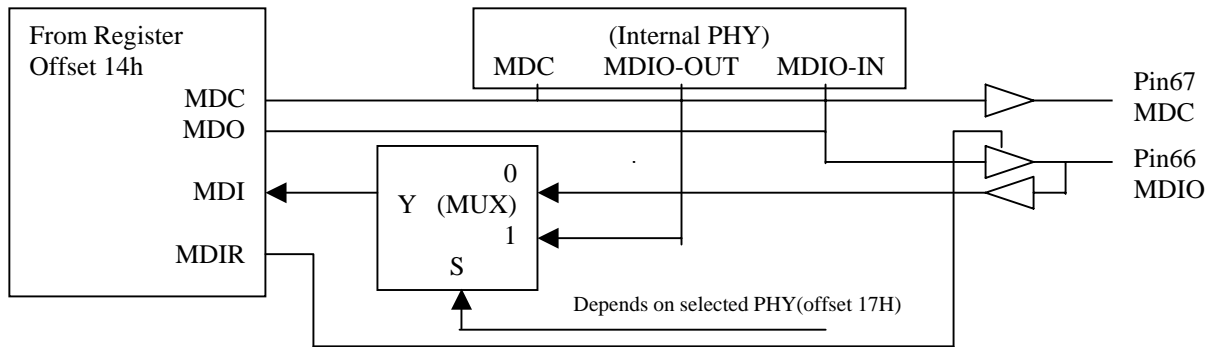 From Register
Offset 14h
MDC
MDO
MDI
MDIR
(Internal PHY)
MDC MDIO-OUT MDIO-IN
0
Y (MUX)
1
S
Depends on selected PHY(offset 17H)
Pin67
MDC
Pin66
MDIO